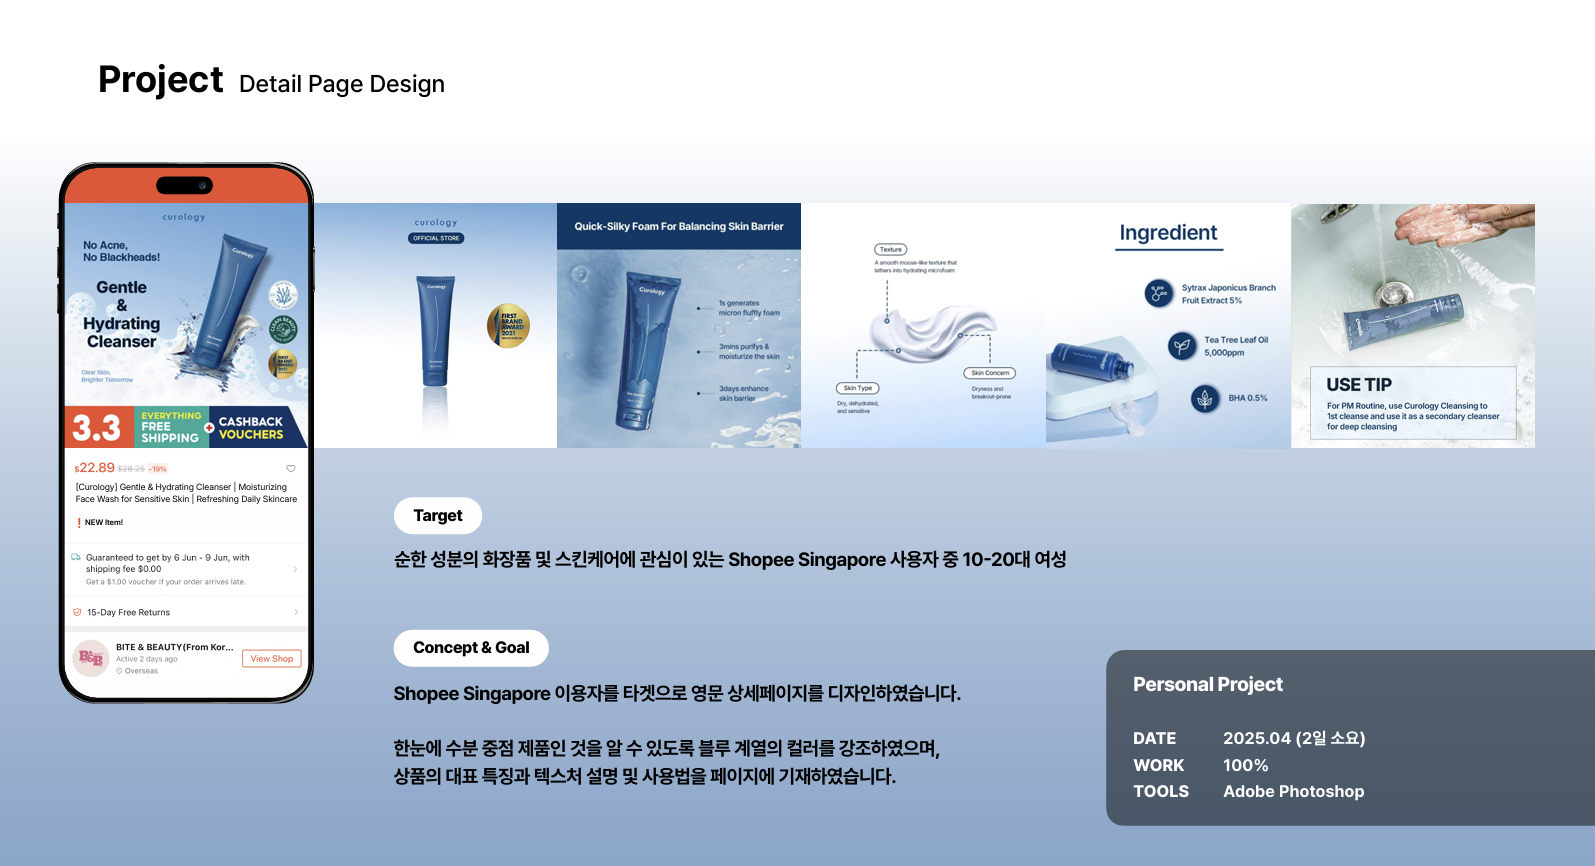 Project Detail Page Design
curology
No Acne,
No Blackheads!
Gentle
&
Hydrating
Cleanser
Curology
CLEAN BEAUTY
FIRST
BRAND
AWARD
2021
Clear Skin,
Brighter Tomorrow
3.3
EVERYTHING
FREE
SHIPPING
+
CASHBACK
VOUCHERS
$22.89 $28.25 -19%
[Curology] Gentle & Hydrating Cleanser | Moisturizing
Face Wash for Sensitive Skin | Refreshing Daily Skincare
NEW Item!
Guaranteed to get by 6 Jun - 9 Jun, with
shipping fee $0.00
Get a $1.00 voucher if your order arrives late.
15-Day Free Returns
B&B
BITE & BEAUTY(From Kor...
Active 2 days ago
Overseas
View Shop
curology
OFFICIAL STORE
Curology
FIRST
BRAND
AWARD
2021
Quick-Silky Foam For Balancing Skin Barrier
Curology
1s generates
micron fluffly foam
3mins purifys &
moisturize the skin
3days enhance
skin barrier
Texture
A smooth moose-like texture that
lathers into hydrating microfoam
Skin Type
Dry, dehydrated,
and sensitive
Skin Concern
Dryness and
breakout-prone
Ingredient
Sytrax Japonicus Branch
Fruit Extract 5%
Tea Tree Leaf Oil
5,000ppm
BHA 0.5%
Curology
USE TIP
For PM Routine, use Curology Cleansing to
1st cleanse and use it as a secondary cleanser
for deep cleansing
Target
순한 성분의 화장품 및 스킨케어에 관심이 있는 Shopee Singapore 사용자 중 10-20대 여성
Concept & Goal
Shopee Singapore 이용자를 타겟으로 영문 상세페이지를 디자인하였습니다.
한눈에 수분 중점 제품인 것을 알 수 있도록 블루 계열의 컬러를 강조하였으며,
상품의 대표 특징과 텍스처 설명 및 사용법을 페이지에 기재하였습니다.
Personal Project
DATE 2025.04 (2일 소요)
WORK 100%
TOOLS Adobe Photoshop